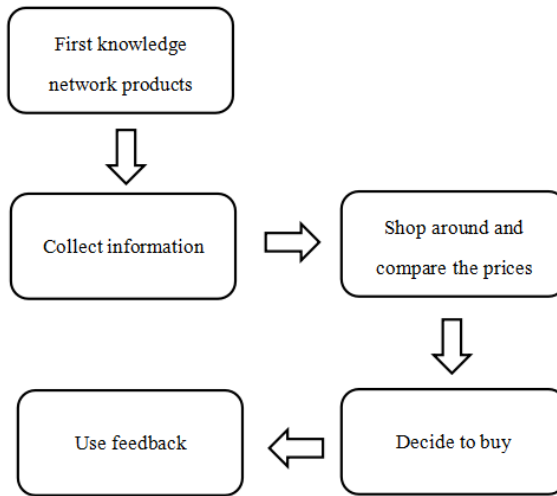 First knowledge
network products
Collect information
Shop around and
compare the prices
Decide to buy
Use feedback